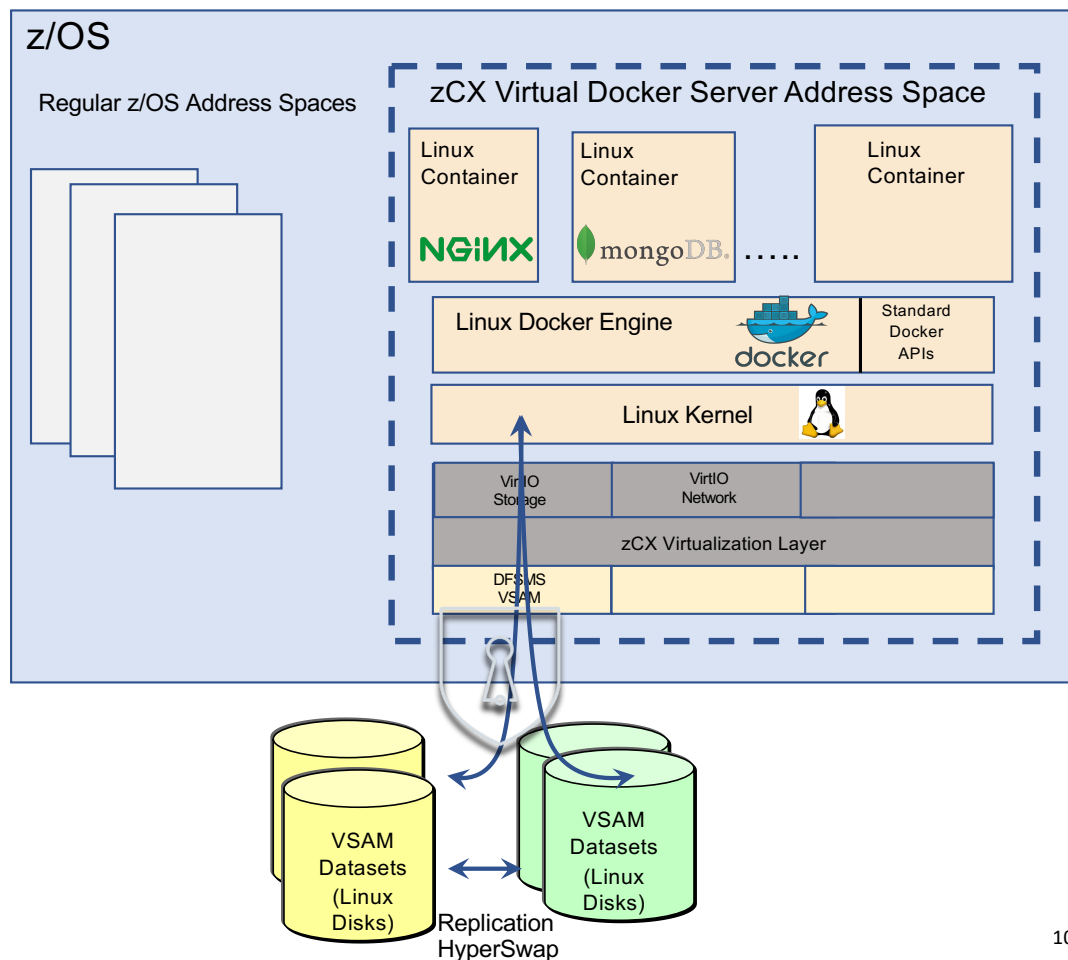 z/OS
Regular z/OS Address Spaces
zCX Virtual Docker Server Address Space
Linux
Container
NGINX
Linux
Container
mongoDB.
.....
Linux
Container
Linux Docker Engine
docker
Standard
Docker
APIs
Linux Kernel
VirtIO
Storage
VirtIO
Network
zCX Virtualization Layer
DFSMS
VSAM
VSAM
Datasets
(Linux
Disks)
VSAM
Datasets
(Linux
Disks)
Replication
HyperSwap
10